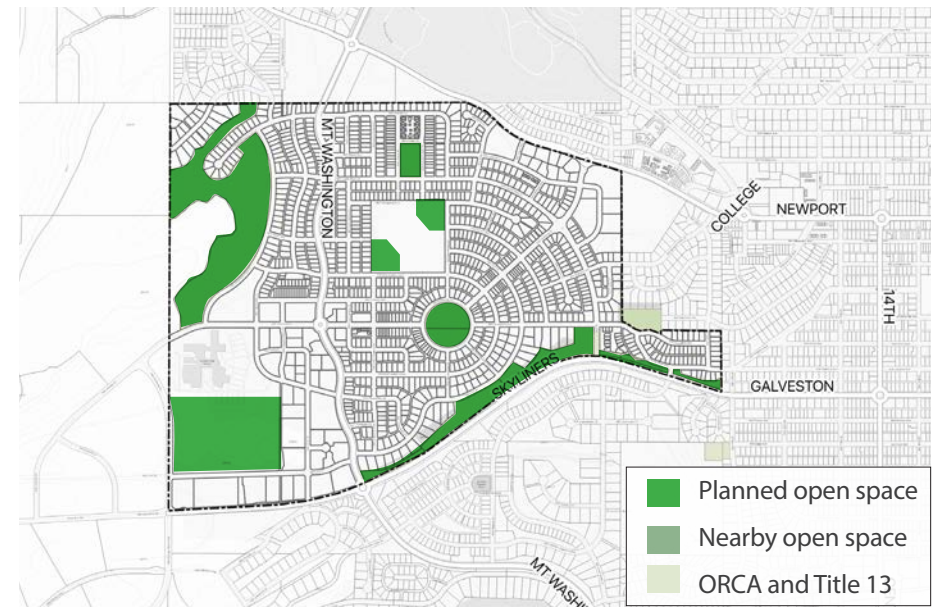 MT WASHINGTON
COLLEGE
NEWPORT
14TH
SKYLINERS
GALVESTON
Planned open space
Nearby open space
ORCA and Title 13
MT WASHI